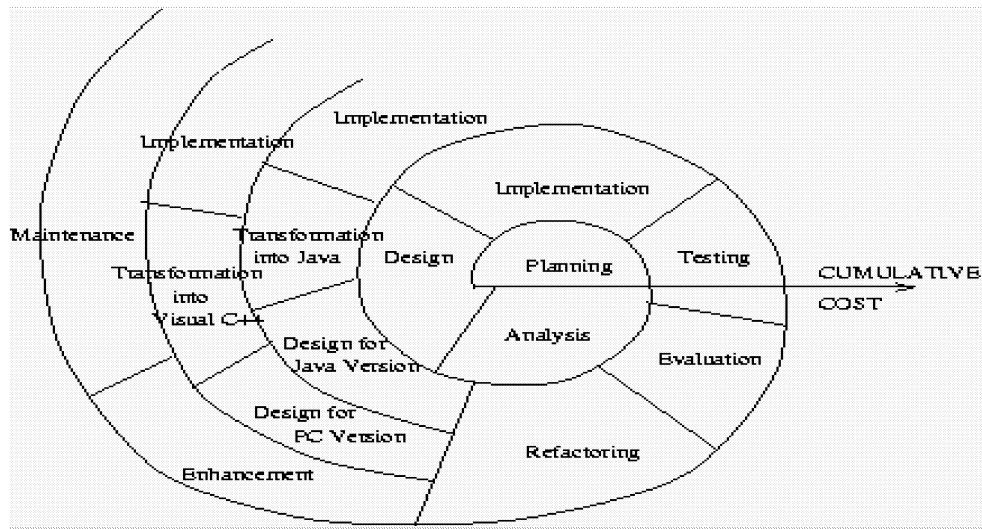 Implementation
Implementation
Implementation
Maintenance
Transformation
into Java
Design
Planning
Testing
CUMULATIVE
COST
Transformation
into
Visual C++
Analysis
Design for
Java Version
Evaluation
Design for
PC Version
Refactoring
Enhancement